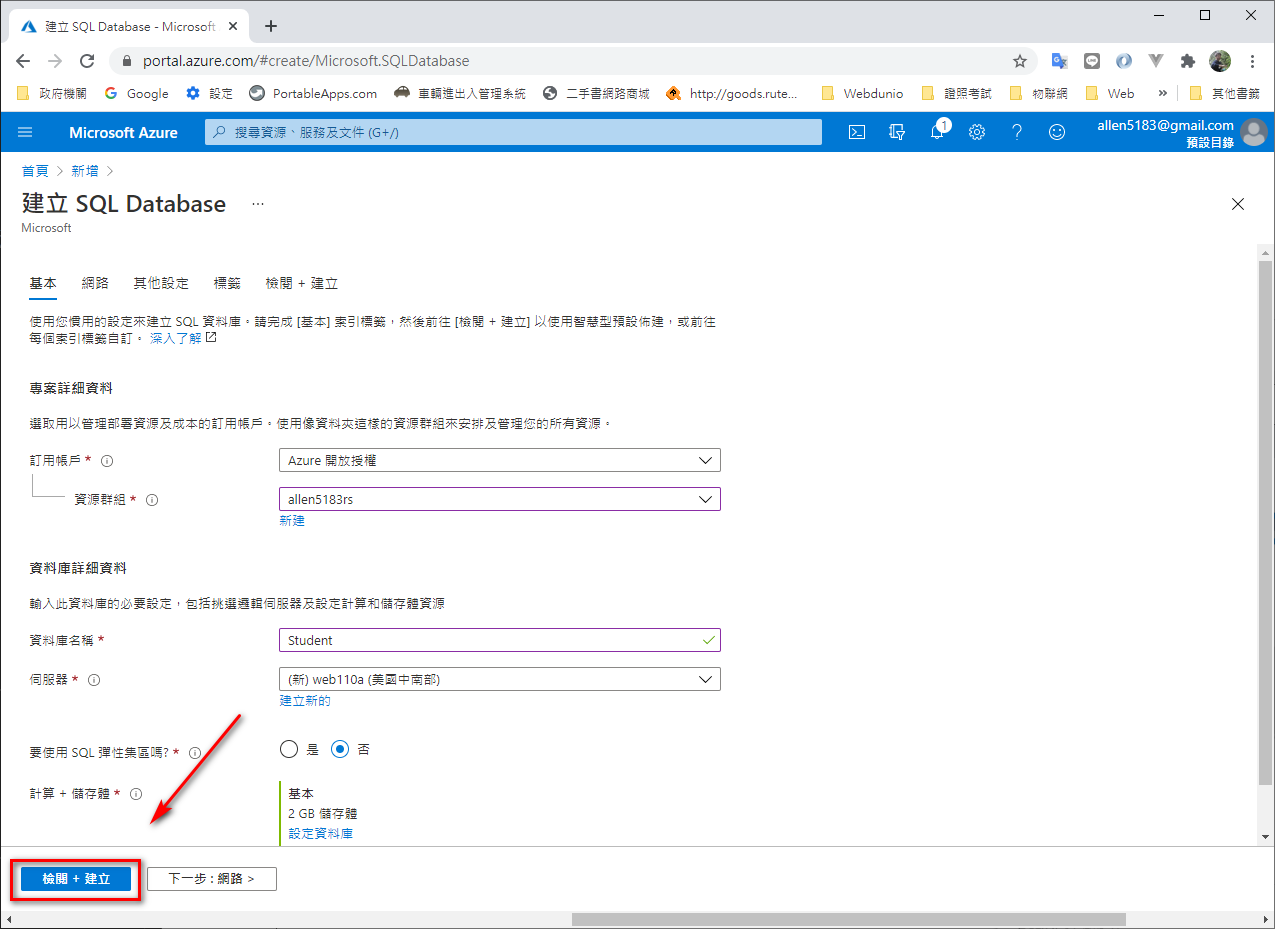 建立 SQL Database - Microsoft
portal.azure.com/#create/Microsoft.SQLDatabase
政府機關 Google 設定 PortableApps.com 車輛進出入管理系統 二手書網路商城 http://goods.rute... Webdunio 證照考試 物聯網 Web » 其他書籤
Microsoft Azure 搜尋資源、服務及文件 (G+/) 1 allen5183@gmail.com
預設目錄
首頁 > 新增 >
建立 SQL Database ...
Microsoft
基本 網路 其他設定 標籤 檢閱 + 建立
使用您慣用的設定來建立 SQL 資料庫。請完成 [基本] 索引標籤，然後前往 [檢閱 + 建立] 以使用智慧型預設佈建，或前往
每個索引標籤自訂。 深入了解
專案詳細資料
選取用以管理部署資源及成本的訂用帳戶。使用像資料夾這樣的資源群組來安排及管理您的所有資源。
訂用帳戶 * Azure 開放授權
資源群組 * allen5183rs
新建
資料庫詳細資料
輸入此資料庫的必要設定，包括挑選邏輯伺服器及設定計算和儲存體資源
資料庫名稱 * Student
伺服器 * (新) web110a (美國中南部)
建立新的
要使用 SQL 彈性集區嗎? * 是 否
計算 + 儲存體 * 基本
2 GB 儲存體
設定資料庫
檢閱 + 建立 下一步 : 網路 >